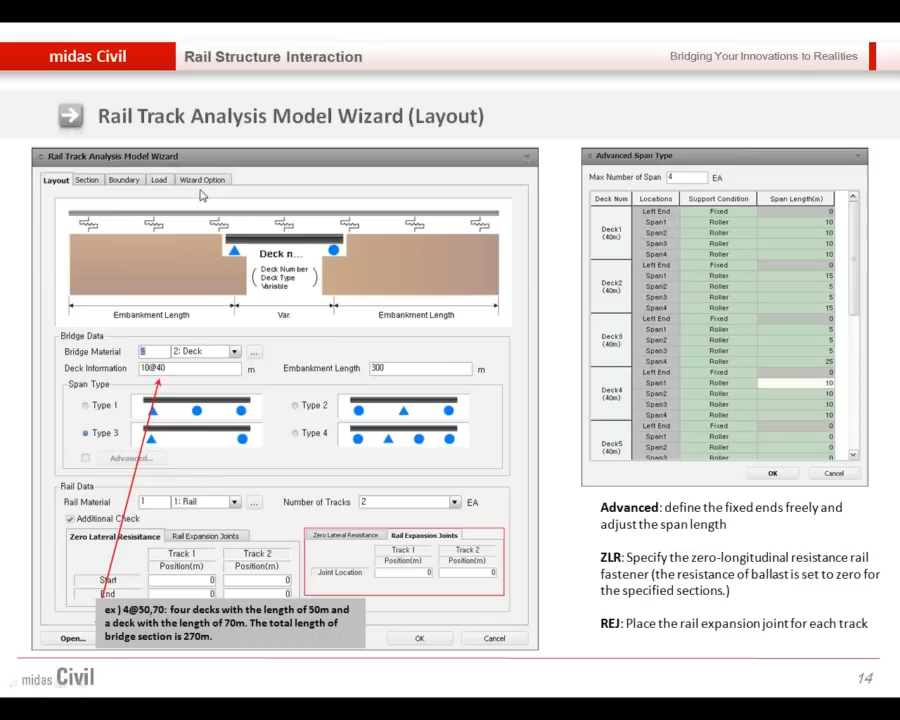 midas Civil
Rail Structure Interaction
Bridging Your Innovations to Realities
Rail Track Analysis Model Wizard (Layout)
Rail Track Analysis Model Wizard
Layout Section Boundary Load Wizard Option
Deck n...
Deck Number
Deck Type
Variable
Embankment Length Var. Embankment Length
Bridge Data
Bridge Material 2: Deck ...
Deck Information 10@40 m Embankment Length 300 m
Span Type
Type 1 Type 2
Type 3 Type 4
Advanced...
Rail Data
Rail Material 1 1: Rail ... Number of Tracks 2 EA
Additional Check
Zero Lateral Resistance Rail Expansion Joints
Track 1 Track 2
Position(m) Position(m)
Start 0 0
End 0 0
Zero Lateral Resistance Rail Expansion Joints
Track 1 Track 2
Position(m) Position(m)
Joint Location 0 0
ex ) 4@50,70: four decks with the length of 50m and
a deck with the length of 70m. The total length of
bridge section is 270m.
Open... OK Cancel
Advanced Span Type
Max Number of Span 4 EA
Deck Num Locations Support Condition Span Length(m)
Deck1
(40m)
Left End Fixed 0
Span1 Roller 10
Span2 Roller 10
Span3 Roller 10
Span4 Roller 10
Deck2
(40m)
Left End Fixed 0
Span1 Roller 15
Span2 Roller 5
Span3 Roller 5
Span4 Roller 15
Deck3
(40m)
Left End Fixed 0
Span1 Roller 5
Span2 Roller 5
Span3 Roller 5
Span4 Roller 25
Deck4
(40m)
Left End Fixed 0
Span1 Roller 10
Span2 Roller 10
Span3 Roller 10
Span4 Roller 10
Deck5
(40m)
Left End Fixed 0
Span1 Roller 5
Span2 Roller 5
Span3 Roller
OK Cancel
Advanced: define the fixed ends freely and
adjust the span length
ZLR: Specify the zero-longitudinal resistance rail
fastener (the resistance of ballast is set to zero for
the specified sections.)
REJ: Place the rail expansion joint for each track
midas Civil
14